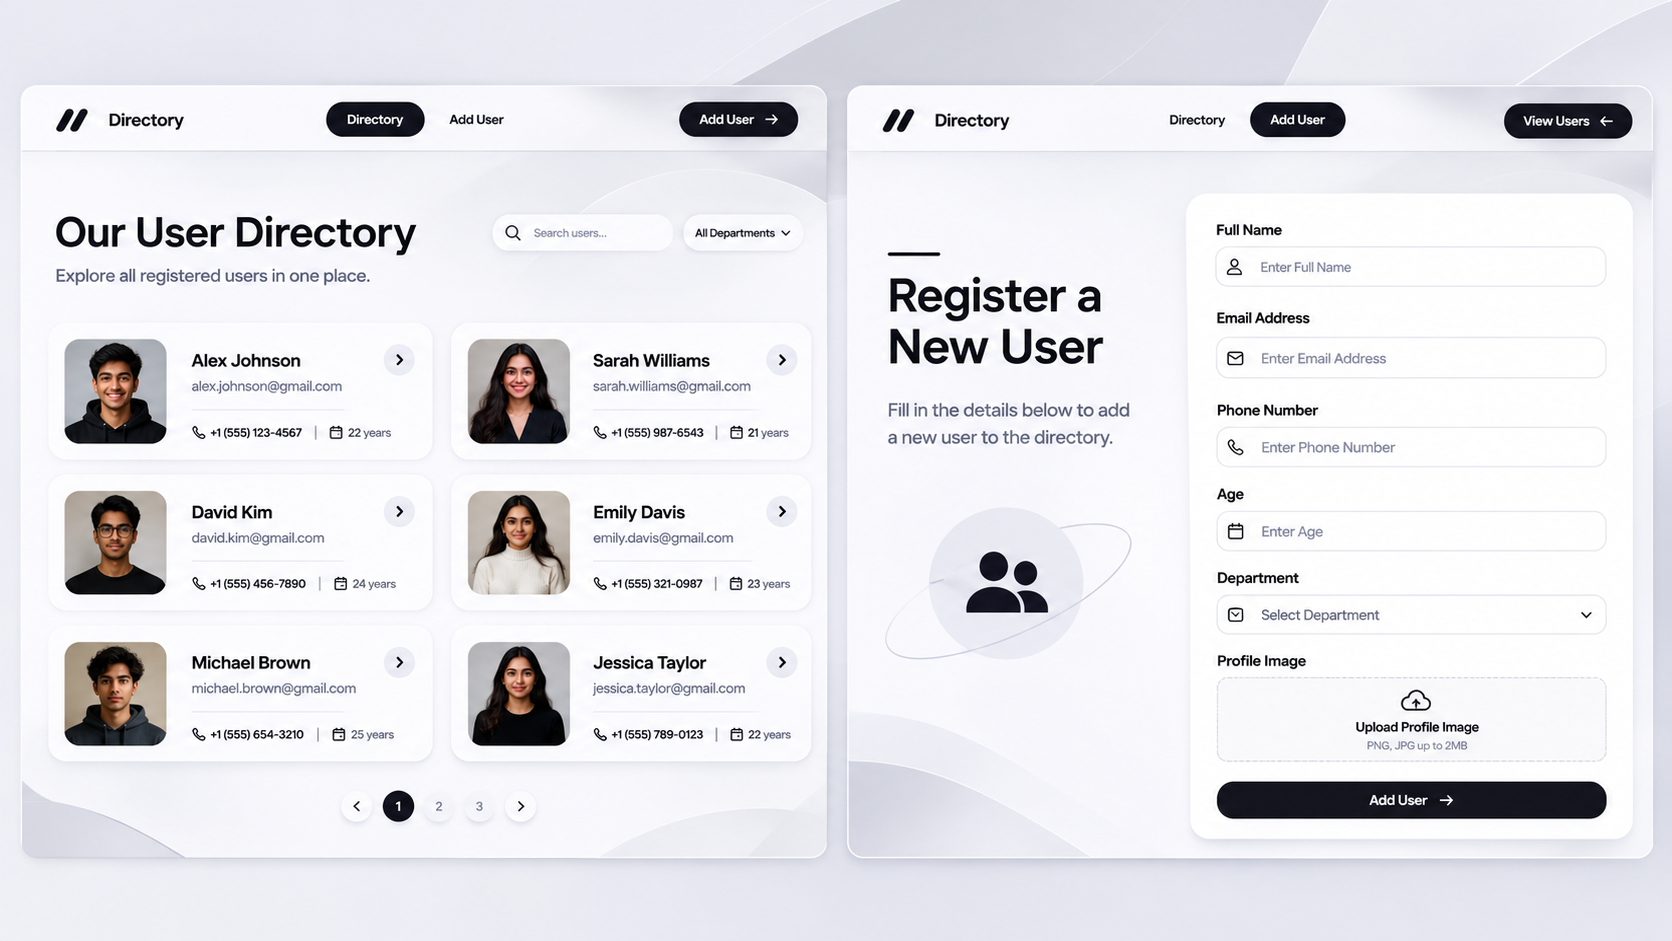 Directory
Directory
Add User
Add User →
Our User Directory
Explore all registered users in one place.
Search users...
All Departments
Alex Johnson
alex.johnson@gmail.com
+1 (555) 123-4567 | 22 years
Sarah Williams
sarah.williams@gmail.com
+1 (555) 987-6543 | 21 years
David Kim
david.kim@gmail.com
+1 (555) 456-7890 | 24 years
Emily Davis
emily.davis@gmail.com
+1 (555) 321-0987 | 23 years
Michael Brown
michael.brown@gmail.com
+1 (555) 654-3210 | 25 years
Jessica Taylor
jessica.taylor@gmail.com
+1 (555) 789-0123 | 22 years
1 2 3
Directory
Directory
Add User
View Users ←
Register a
New User
Fill in the details below to add
a new user to the directory.
Full Name
Enter Full Name
Email Address
Enter Email Address
Phone Number
Enter Phone Number
Age
Enter Age
Department
Select Department
Profile Image
Upload Profile Image
PNG, JPG up to 2MB
Add User →